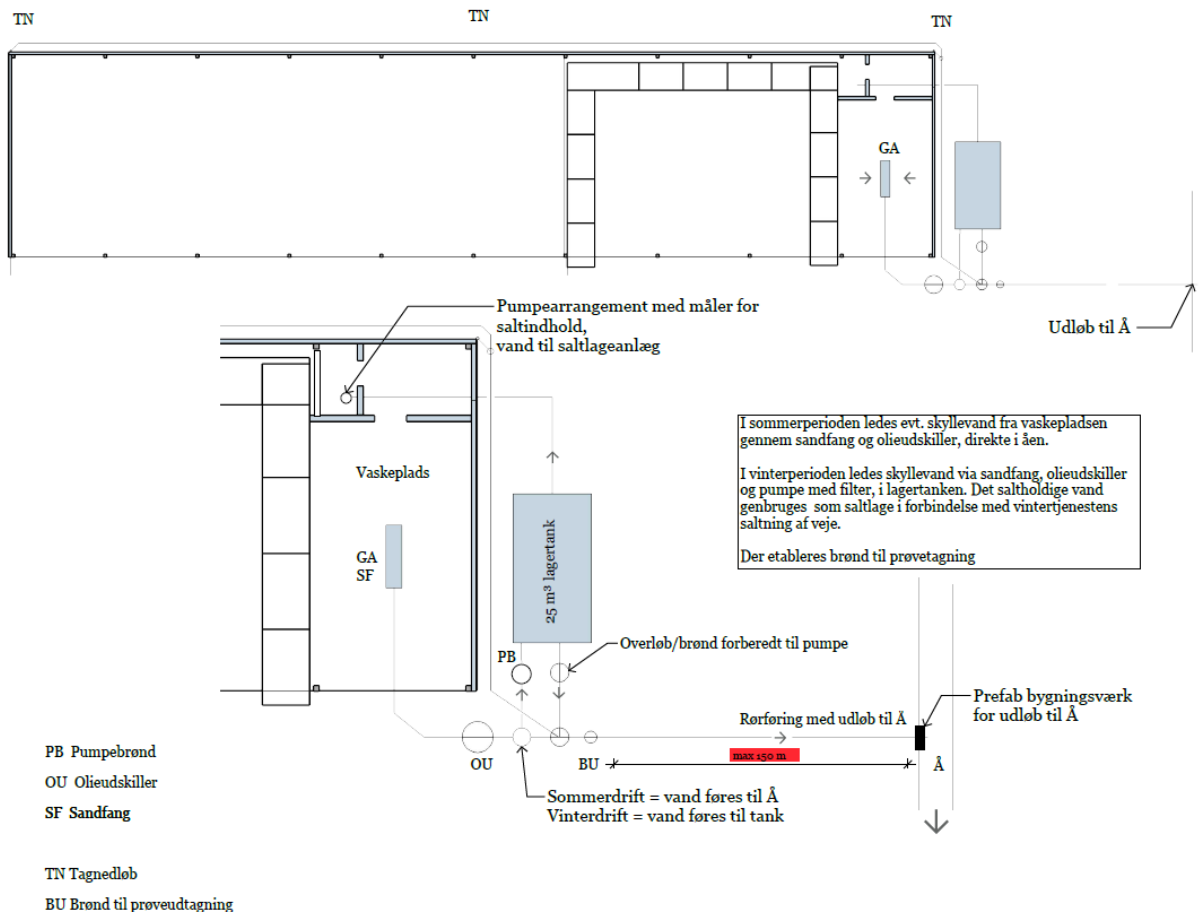 TN
TN
TN
GA
Udløb til Å
Pumpearrangement med måler for
saltindhold,
vand til saltlageanlæg
I sommerperioden ledes evt. skyllevand fra vaskepladsen
gennem sandfang og olieudskiller, direkte i åen.
I vinterperioden ledes skyllevand via sandfang, olieudskiller
og pumpe med filter, i lagertanken. Det saltholdige vand
genbruges som saltlage i forbindelse med vintertjenestens
saltning af veje.
Der etableres brønd til prøvetagning
Vaskeplads
GA
SF
25 m³ lagertank
PB
Overløb/brønd forberedt til pumpe
Prefab bygningsværk
for udløb til Å
Rørføring med udløb til Å
max 150 m
OU
BU
Å
Sommerdrift = vand føres til Å
Vinterdrift = vand føres til tank
PB Pumpebrønd
OU Olieudskiller
SF Sandfang
TN Tagnedløb
BU Brønd til prøveudtagning